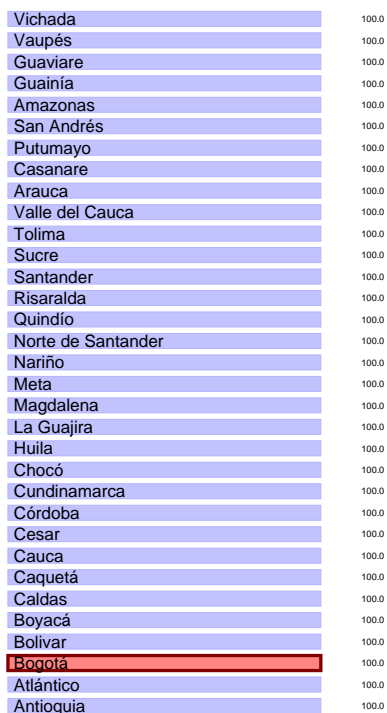 Vichada 100.0
Vaupés 100.0
Guaviare 100.0
Guainía 100.0
Amazonas 100.0
San Andrés 100.0
Putumayo 100.0
Casanare 100.0
Arauca 100.0
Valle del Cauca 100.0
Tolima 100.0
Sucre 100.0
Santander 100.0
Risaralda 100.0
Quindío 100.0
Norte de Santander 100.0
Nariño 100.0
Meta 100.0
Magdalena 100.0
La Guajira 100.0
Huila 100.0
Chocó 100.0
Cundinamarca 100.0
Córdoba 100.0
Cesar 100.0
Cauca 100.0
Caquetá 100.0
Caldas 100.0
Boyacá 100.0
Bolivar 100.0
Bogotá 100.0
Atlántico 100.0
Antioquia 100.0